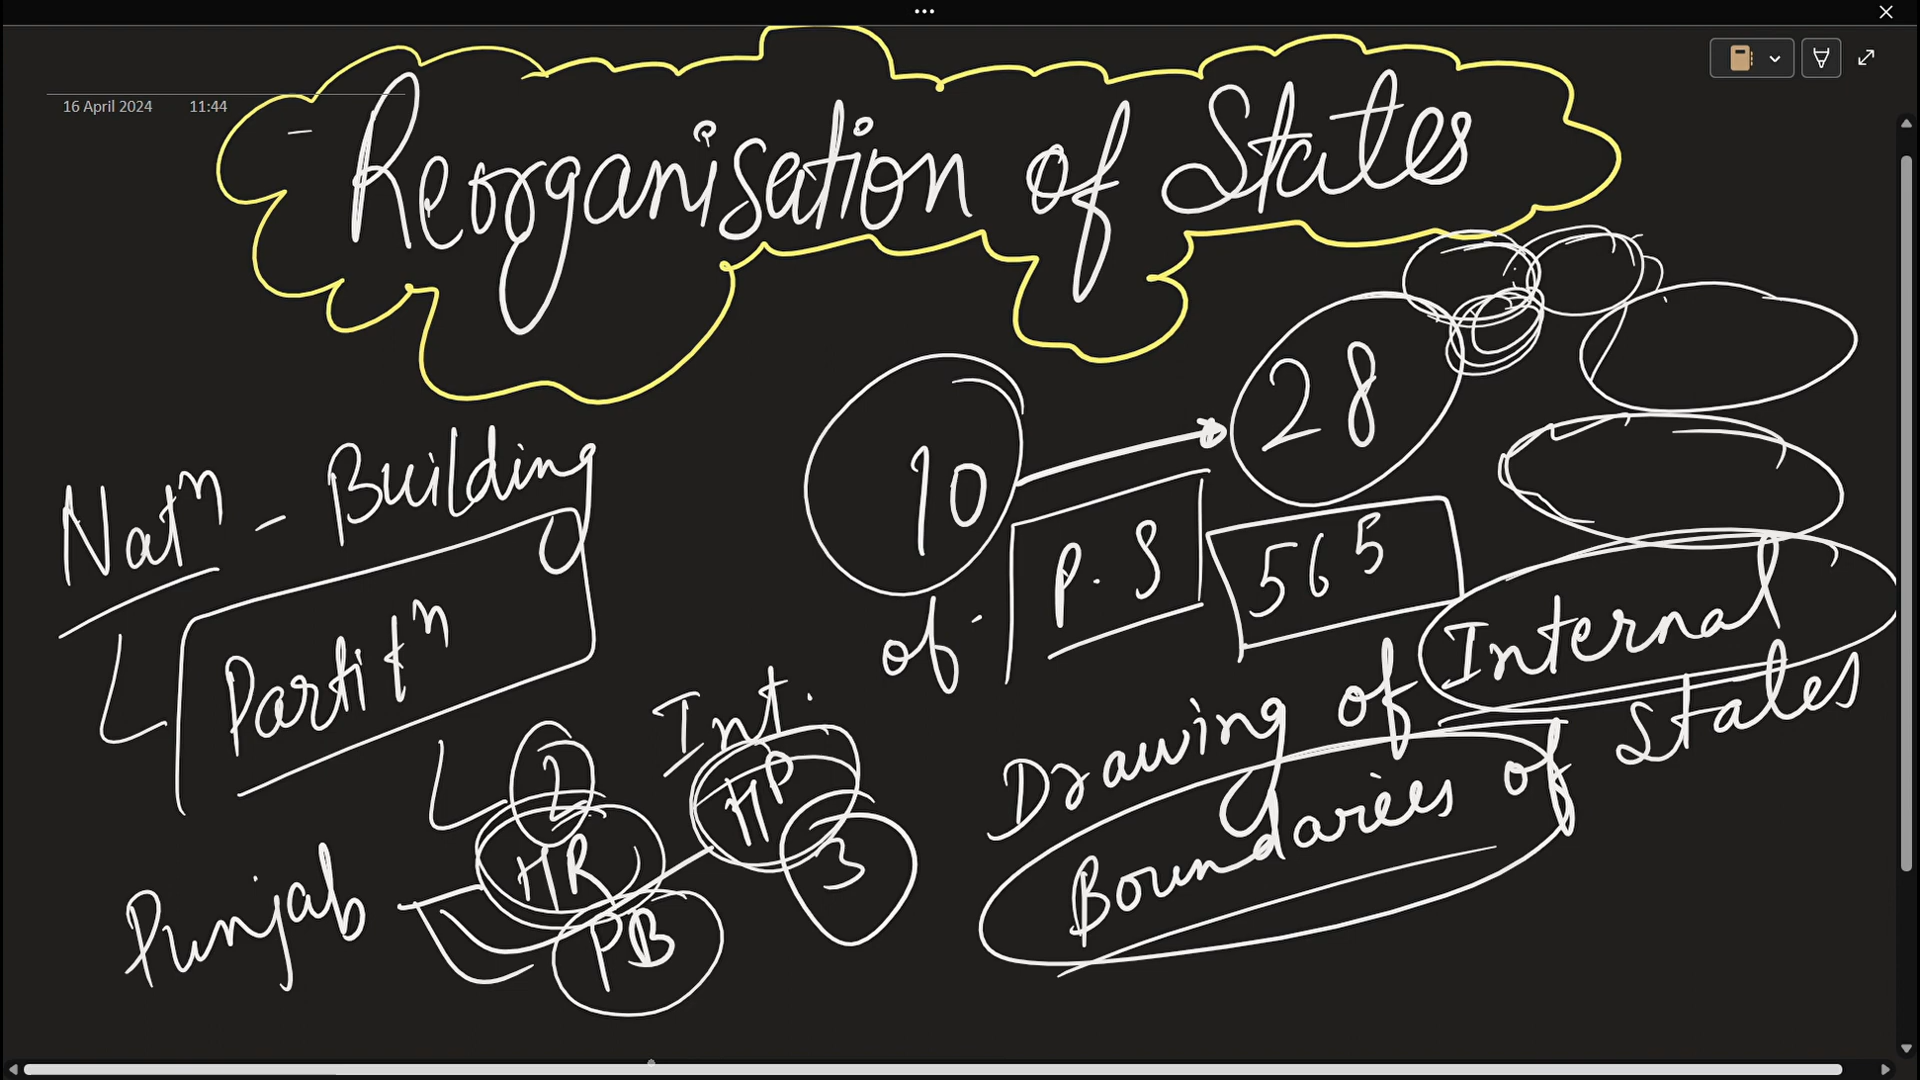 16 April 2024 11:44
- Reorganisation of States
10 → 28
Natⁿ - Building
P.S 565
Partitⁿ
Int. of.
Drawing of Internal
Boundaries of States
2 HP
HR 3
Punjab PB